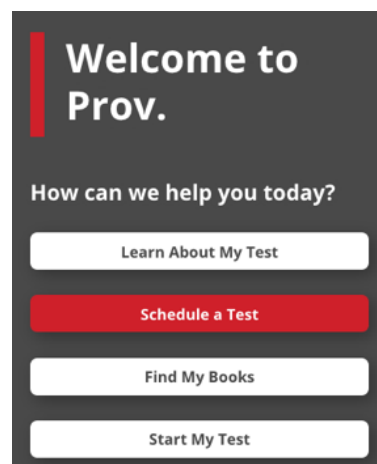 Welcome to
Prov.
How can we help you today?
Learn About My Test
Schedule a Test
Find My Books
Start My Test